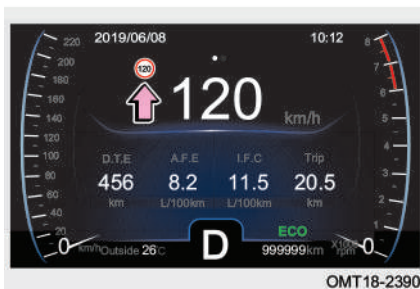 2019/06/08 10:12
120
120 km/h
D.T.E A.F.E I.F.C Trip
456 8.2 11.5 20.5
km L/100km L/100km km
220
200
180
160
140
120
100
80
60
40
20
0
km/h
8
7
6
5
4
3
2
1
0
X1000
rpm
Outside 26°C
D
ECO
999999km
OMT18-2390